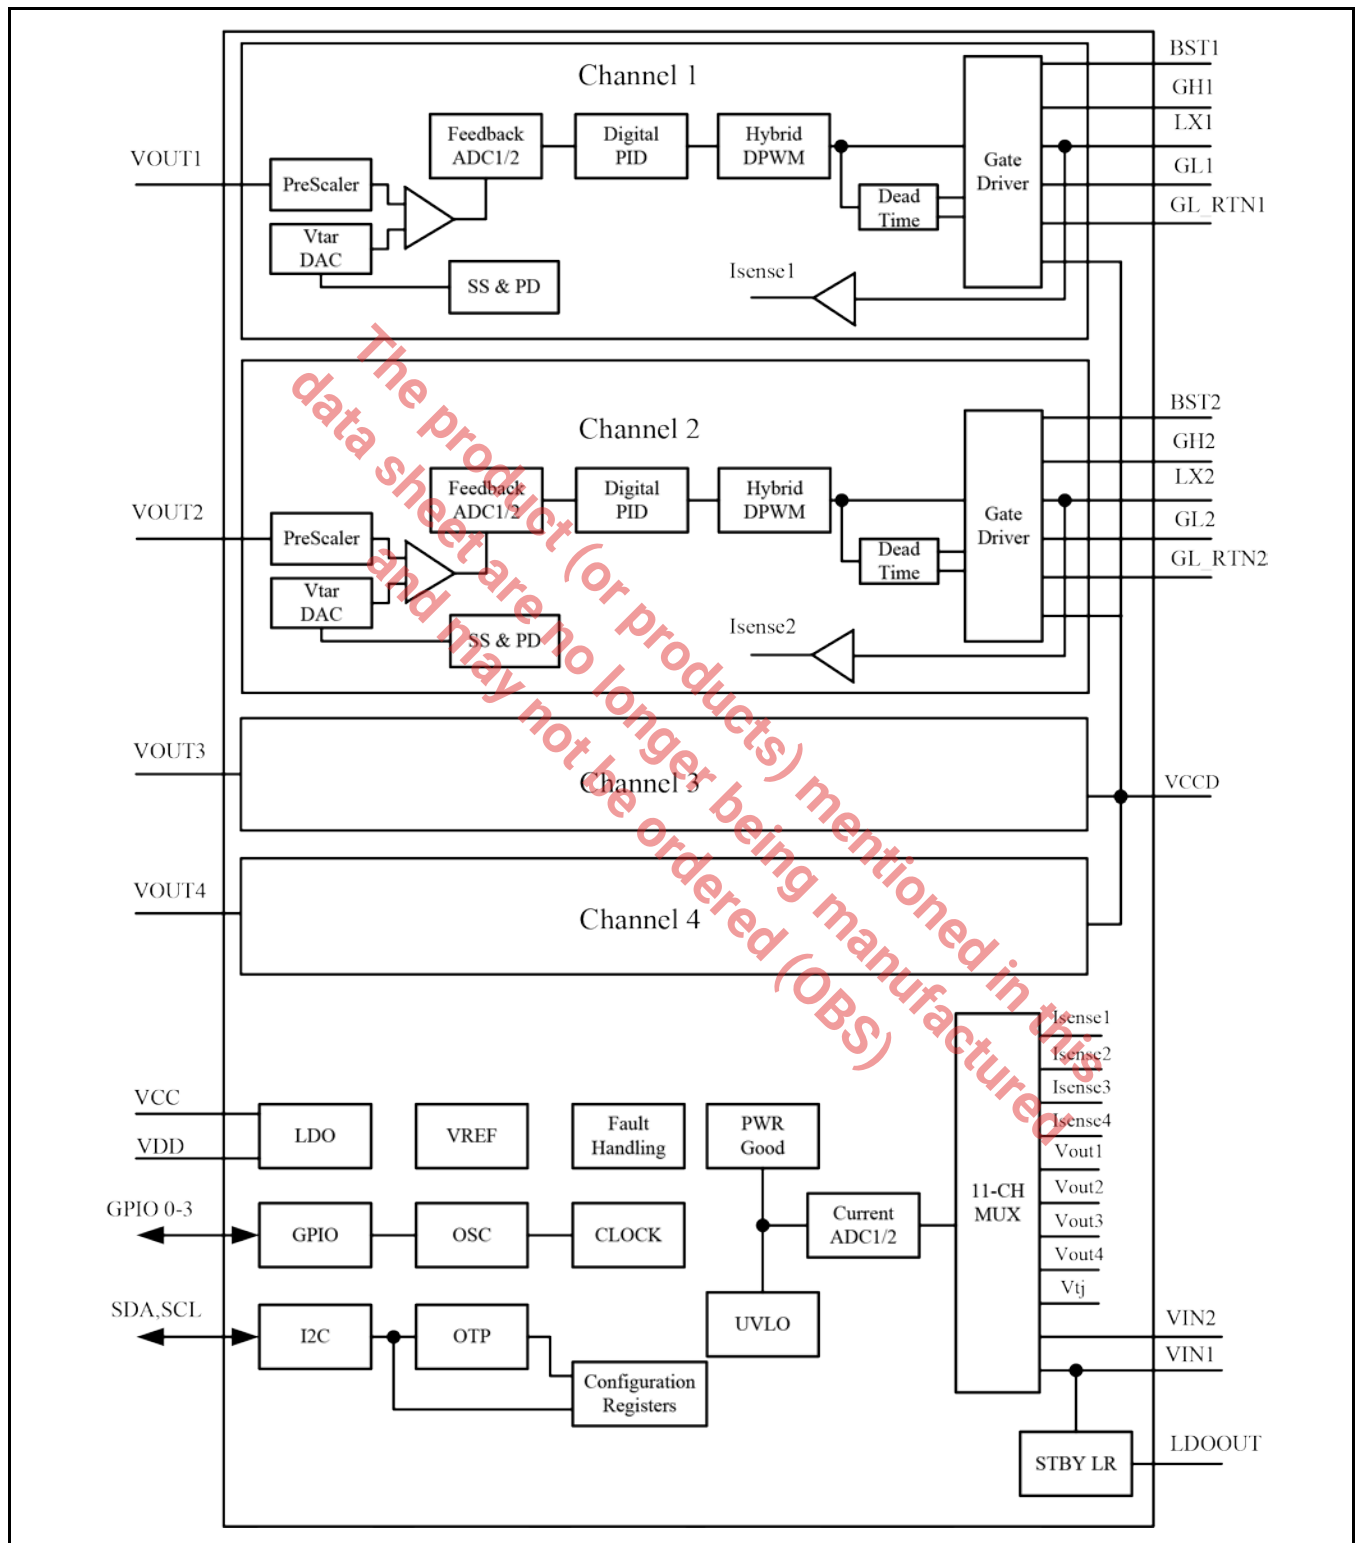 Channel 1
BST1
GH1
LX1
GL1
GL_RTN1
VOUT1
PreScaler
Vtar
DAC
Feedback
ADC1/2
Digital
PID
Hybrid
DPWM
Dead
Time
Gate
Driver
SS & PD
Isense1
Channel 2
BST2
GH2
LX2
GL2
GL_RTN2
VOUT2
PreScaler
Vtar
DAC
Feedback
ADC1/2
Digital
PID
Hybrid
DPWM
Dead
Time
Gate
Driver
SS & PD
Isense2
VOUT3
Channel 3
VCCD
VOUT4
Channel 4
The product (or products) mentioned in this
data sheet are no longer being manufactured
and may not be ordered (OBS)
VCC
VDD
LDO
VREF
Fault
Handling
PWR
Good
GPIO 0-3
GPIO
OSC
CLOCK
Current
ADC1/2
11-CH
MUX
SDA,SCL
I2C
OTP
UVLO
Configuration
Registers
Isense1
Isense2
Isense3
Isense4
Vout1
Vout2
Vout3
Vout4
Vtj
VIN2
VIN1
STBY LR
LDOOUT